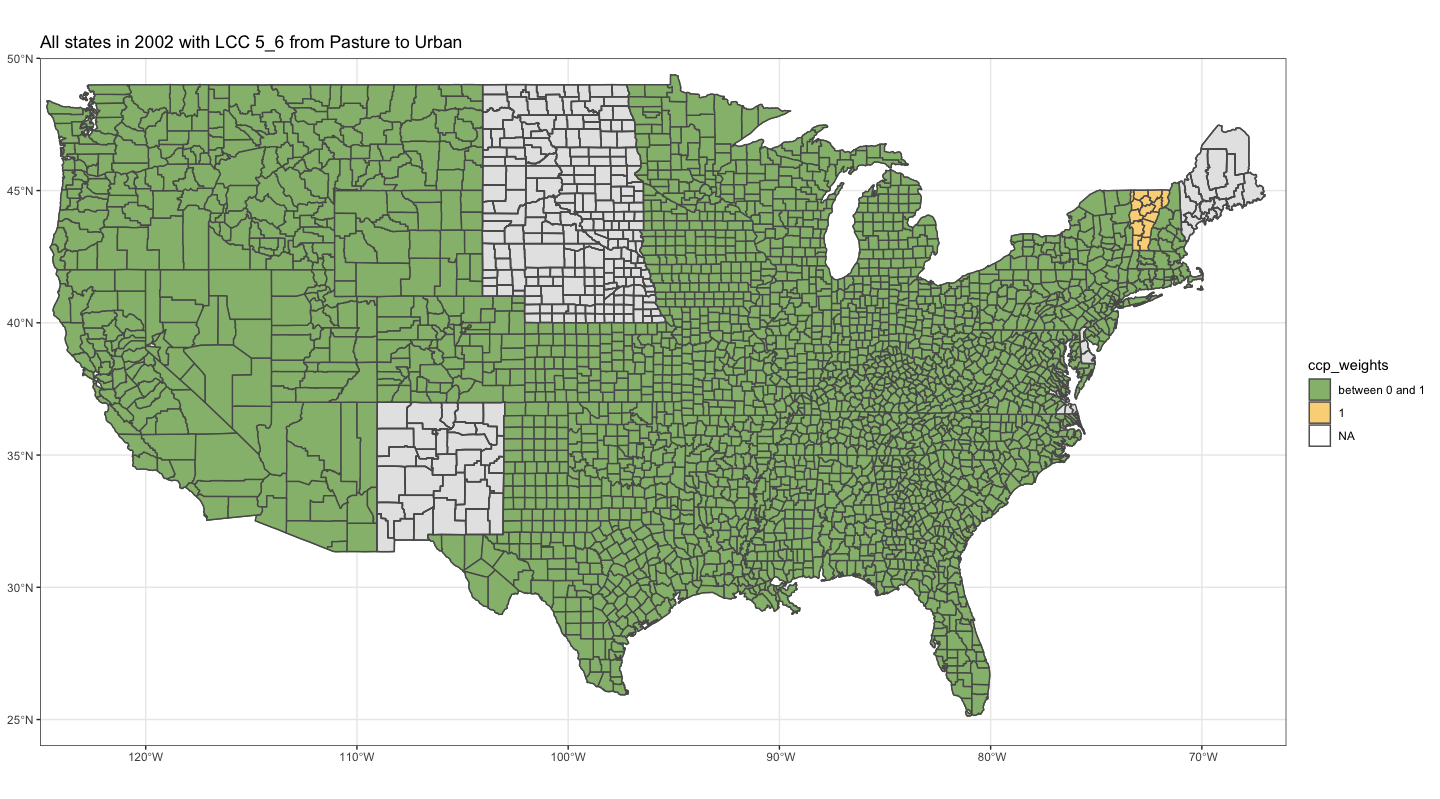 All states in 2002 with LCC 5_6 from Pasture to Urban
50°N
45°N
40°N
35°N
30°N
25°N
120°W
110°W
100°W
90°W
80°W
70°W
ccp_weights
between 0 and 1
1
NA